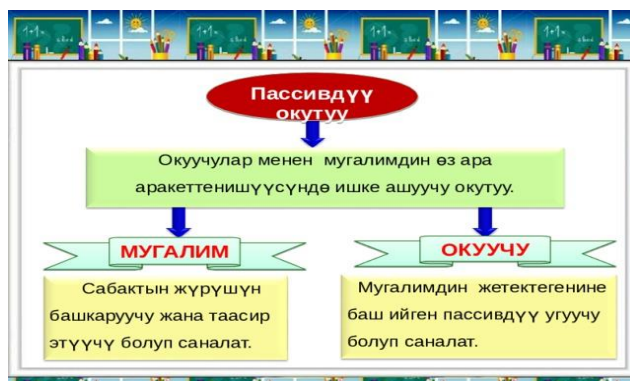 Пассивдүү
окутуу
Окуучулар менен мугалимдин өз ара
аракеттенишүүсүндө ишке ашуучу окутуу.
МУГАЛИМ
Сабактын жүрүшүн
башкаруучу жана таасир
этүүчү болуп саналат.
ОКУУЧУ
Мугалимдин жетектегенине
баш ийген пассивдүү угуучу
болуп саналат.